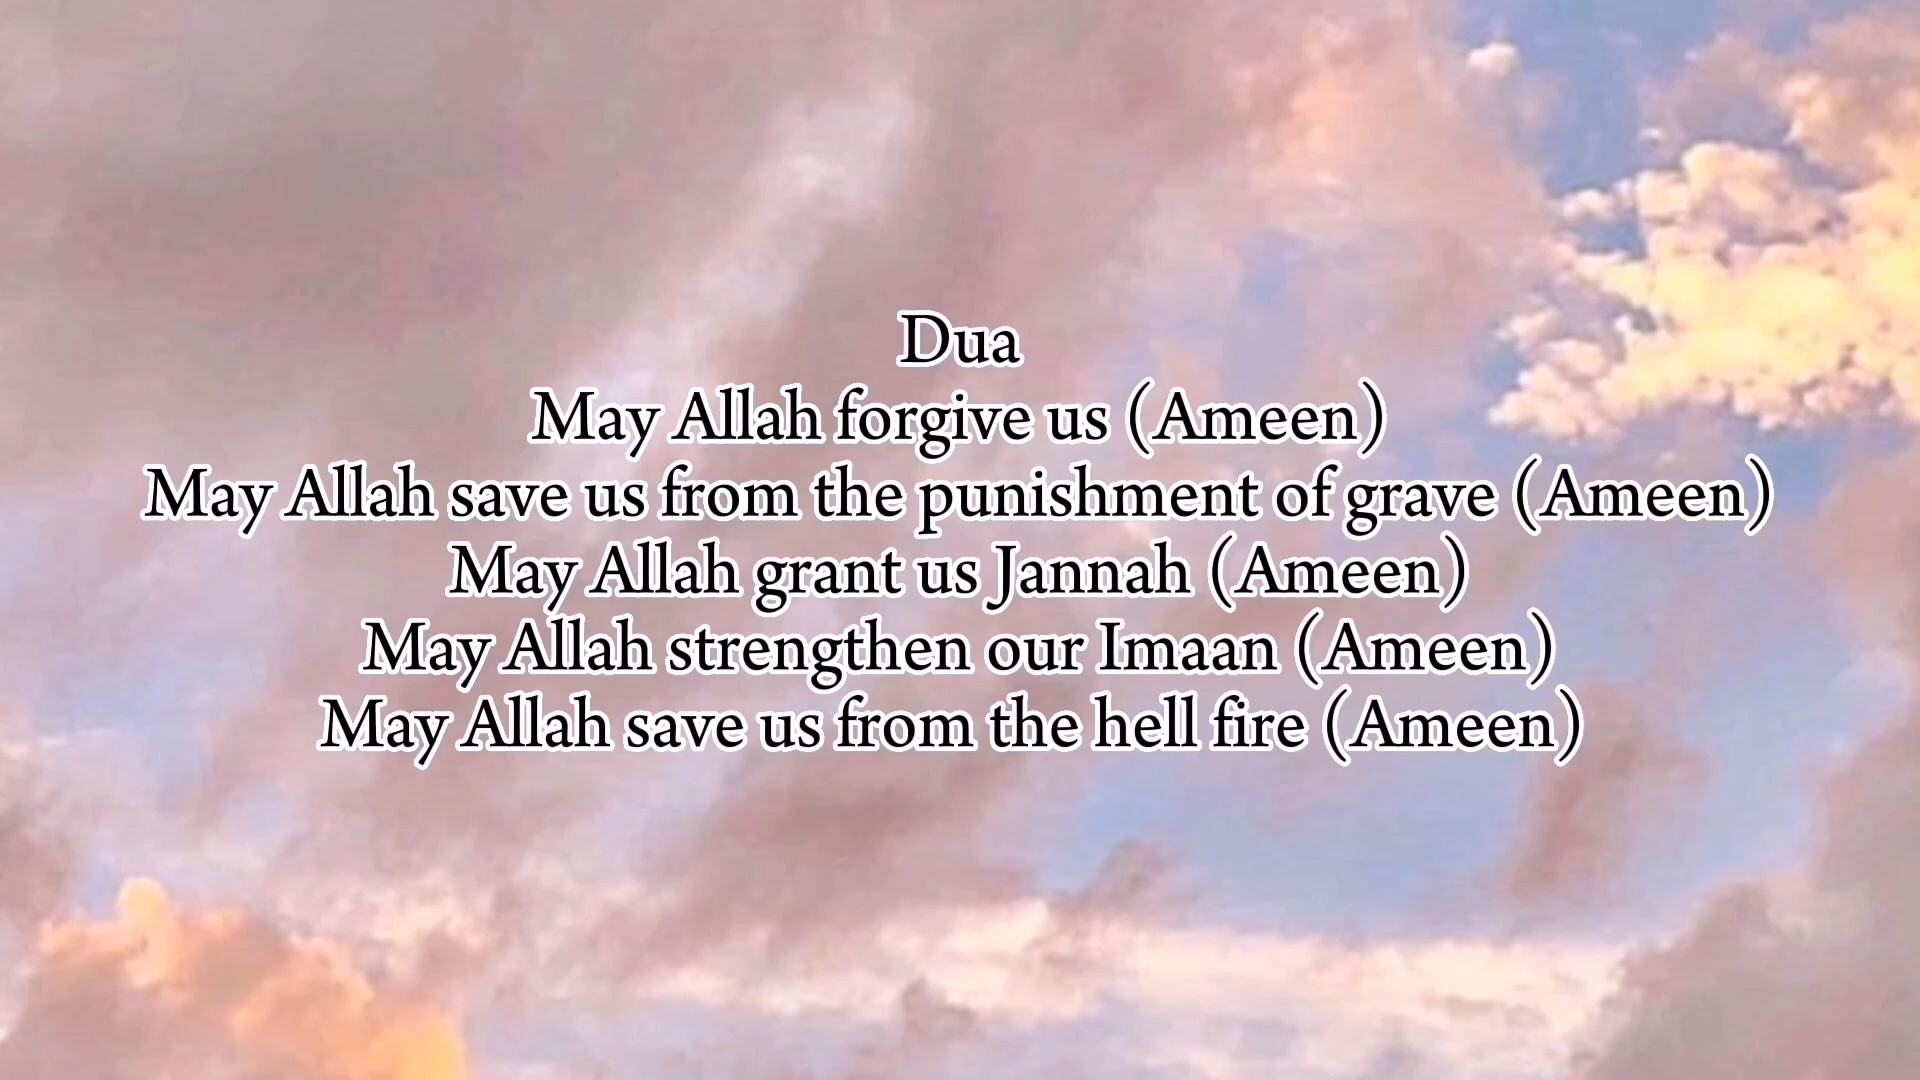 Dua
May Allah forgive us (Ameen)
May Allah save us from the punishment of grave (Ameen)
May Allah grant us Jannah (Ameen)
May Allah strengthen our Imaan (Ameen)
May Allah save us from the hell fire (Ameen)